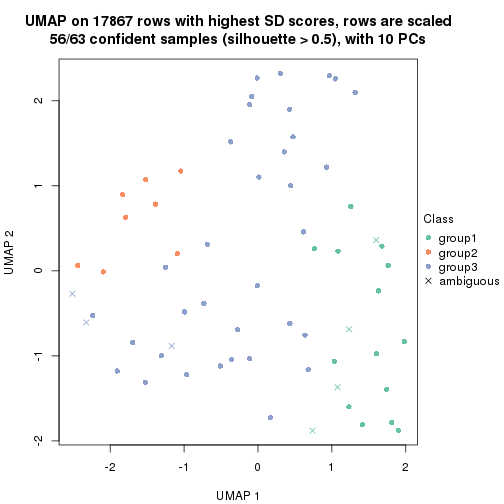 UMAP on 17867 rows with highest SD scores, rows are scaled
56/63 confident samples (silhouette > 0.5), with 10 PCs
2
1
0
-1
-2
UMAP 2
-2
-1
0
1
2
UMAP 1
Class
group1
group2
group3
ambiguous